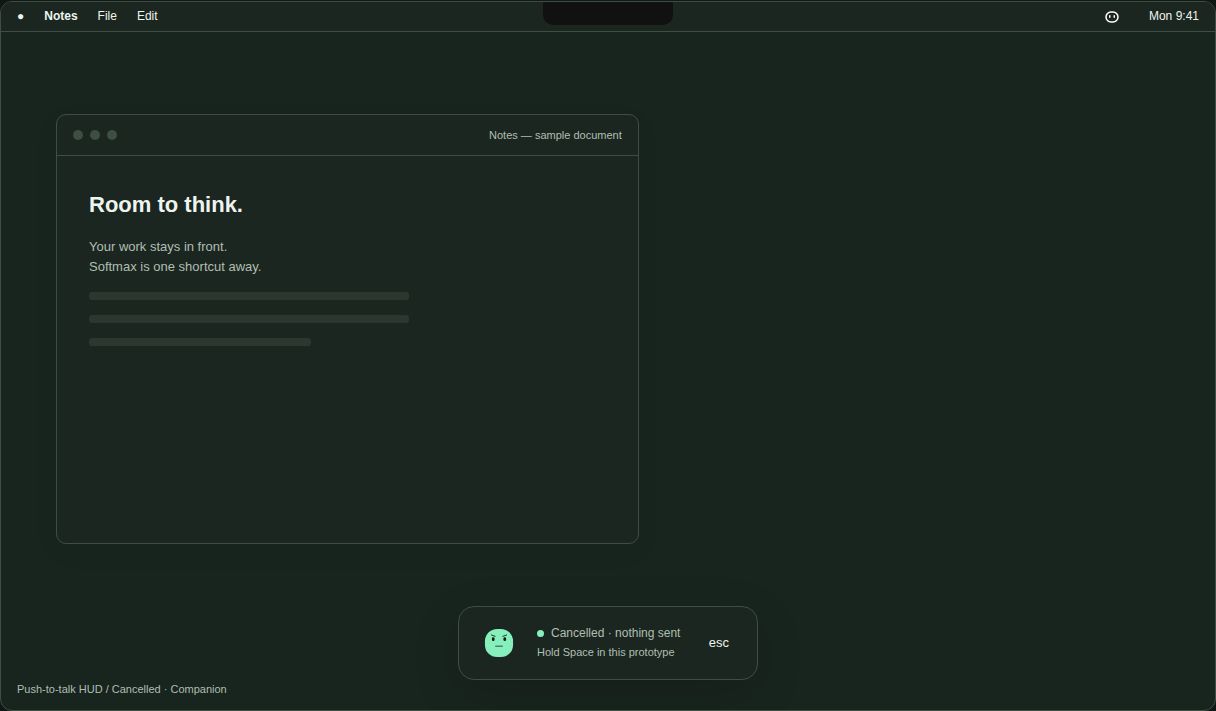 Notes File Edit
Mon 9:41
Notes — sample document
Room to think.
Your work stays in front.
Softmax is one shortcut away.
Cancelled · nothing sent
Hold Space in this prototype
esc
Push-to-talk HUD / Cancelled · Companion